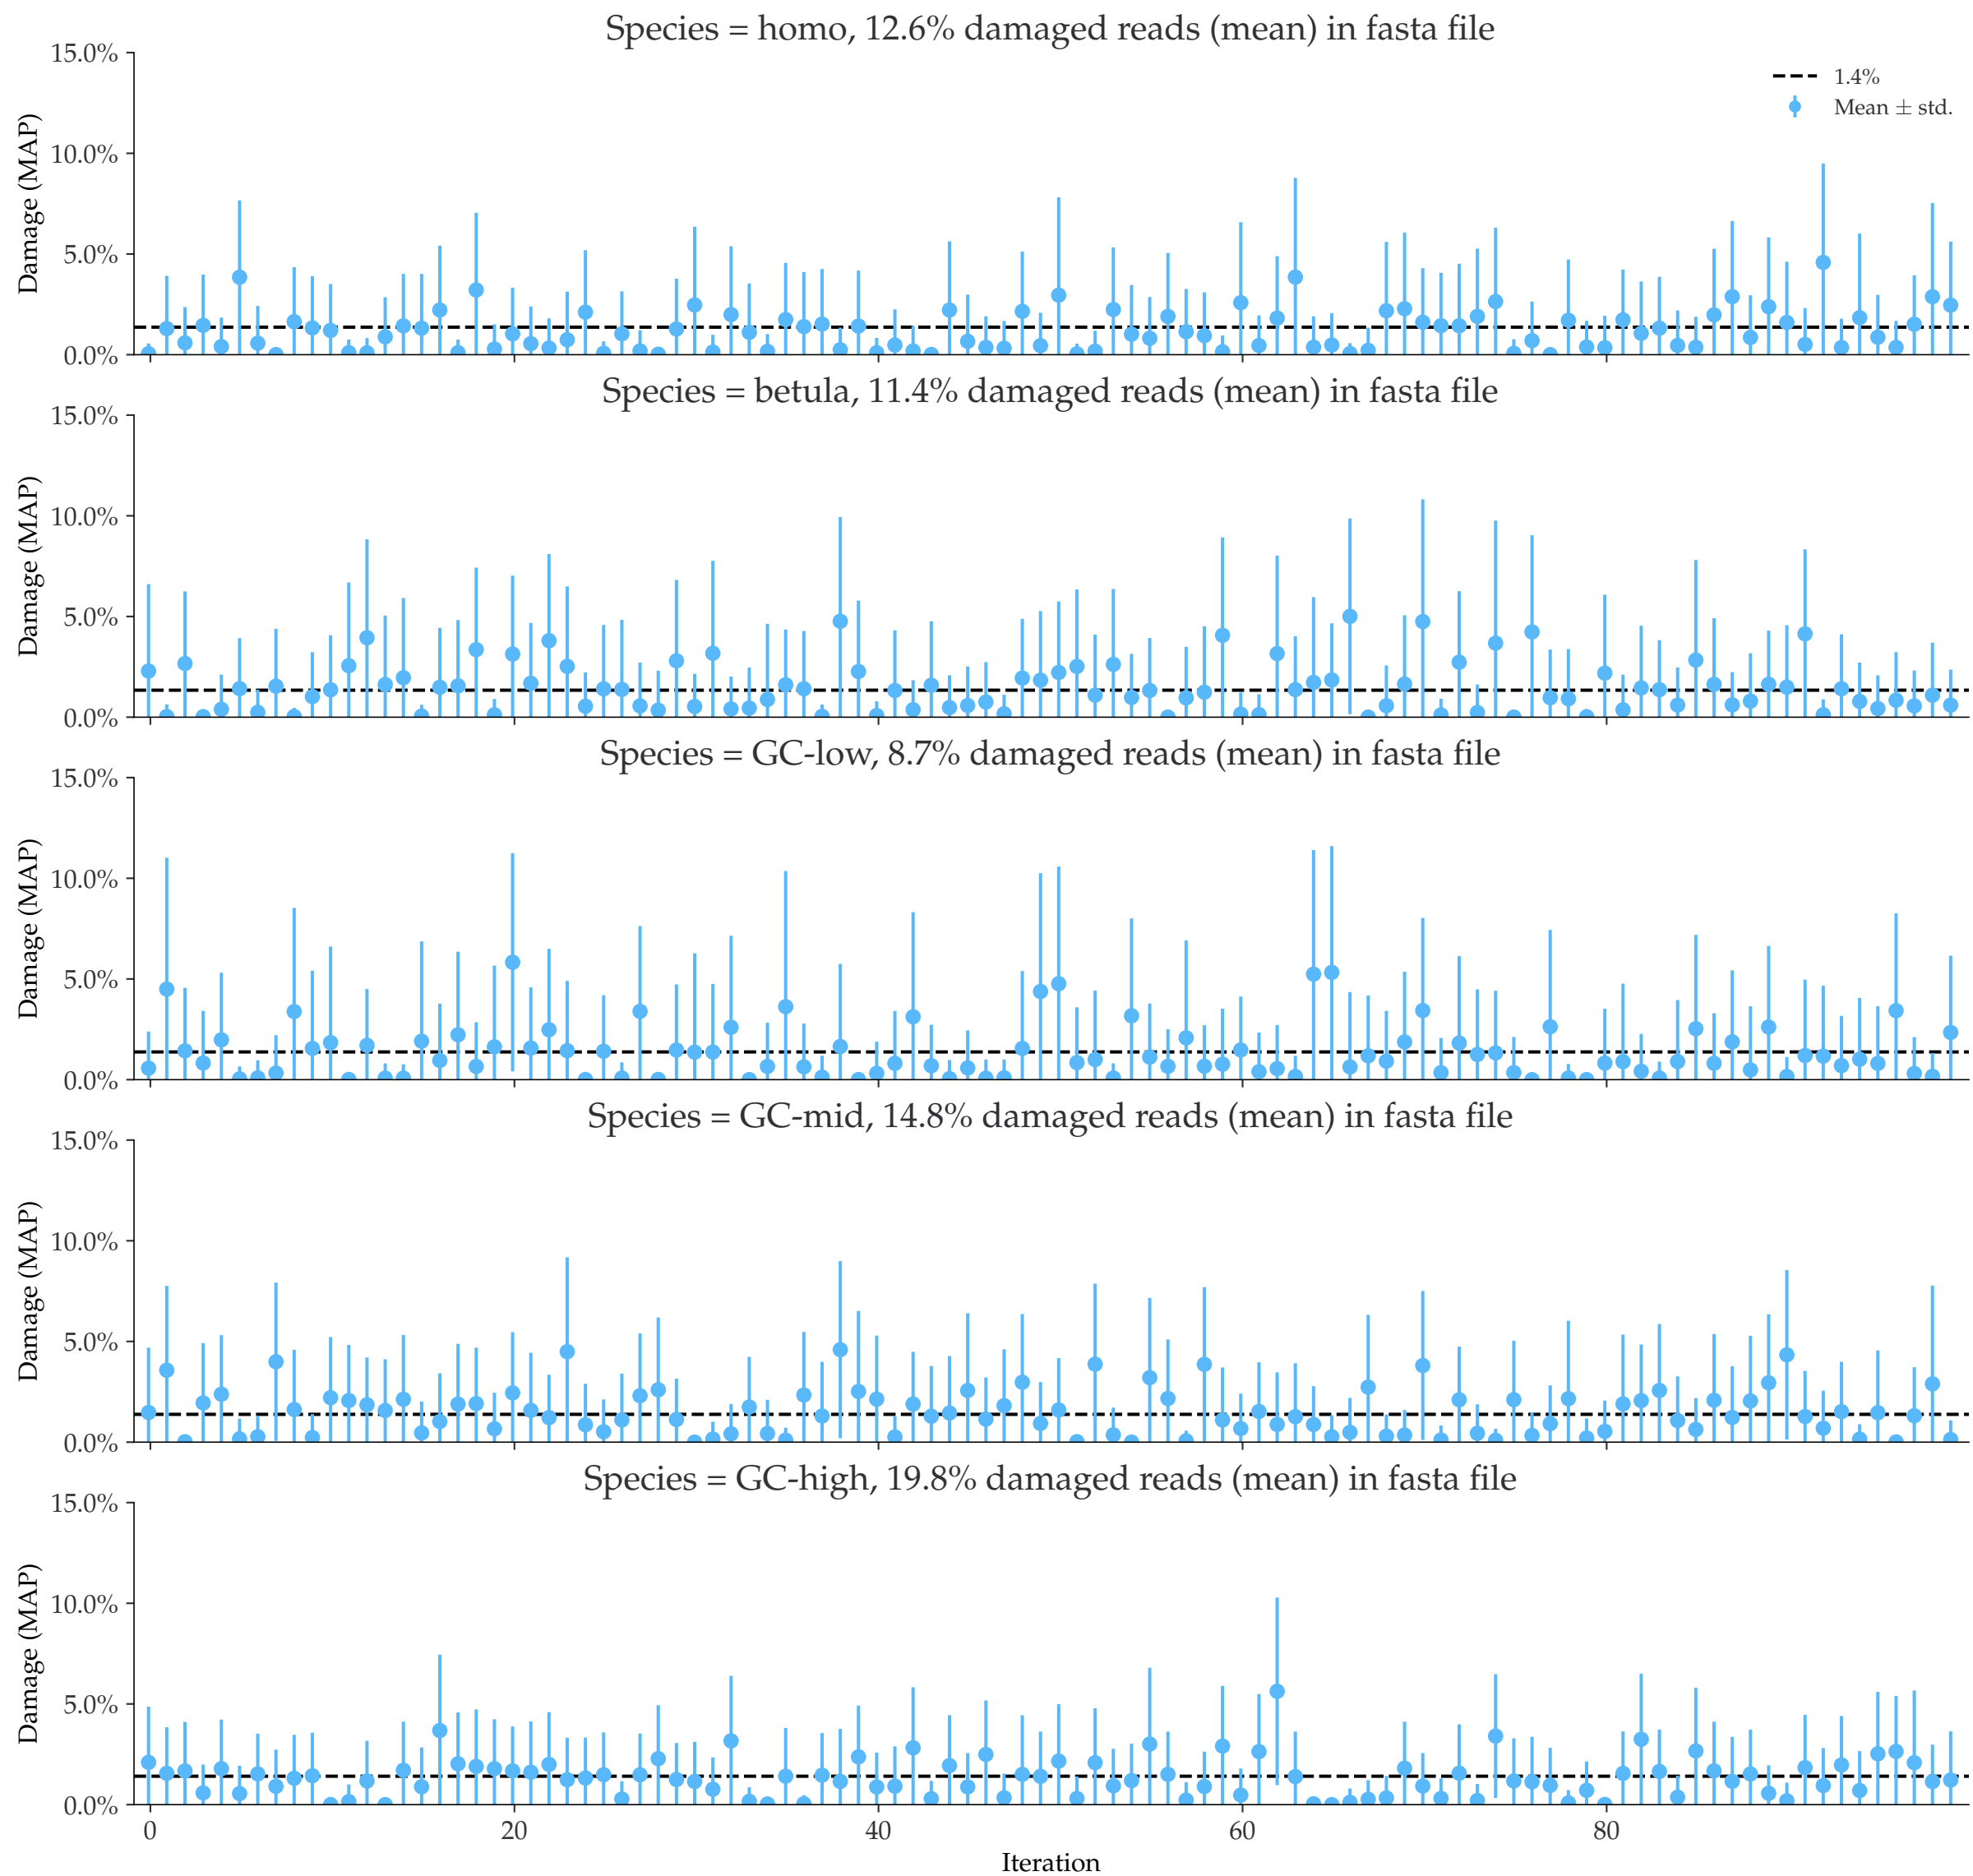 Species = homo, 12.6% damaged reads (mean) in fasta file
15.0%
10.0%
5.0%
0.0%
Damage (MAP)
1.4%
Mean ± std.
Species = betula, 11.4% damaged reads (mean) in fasta file
15.0%
10.0%
5.0%
0.0%
Damage (MAP)
Species = GC-low, 8.7% damaged reads (mean) in fasta file
15.0%
10.0%
5.0%
0.0%
Damage (MAP)
Species = GC-mid, 14.8% damaged reads (mean) in fasta file
15.0%
10.0%
5.0%
0.0%
Damage (MAP)
Species = GC-high, 19.8% damaged reads (mean) in fasta file
15.0%
10.0%
5.0%
0.0%
Damage (MAP)
0 20 40 60 80
Iteration